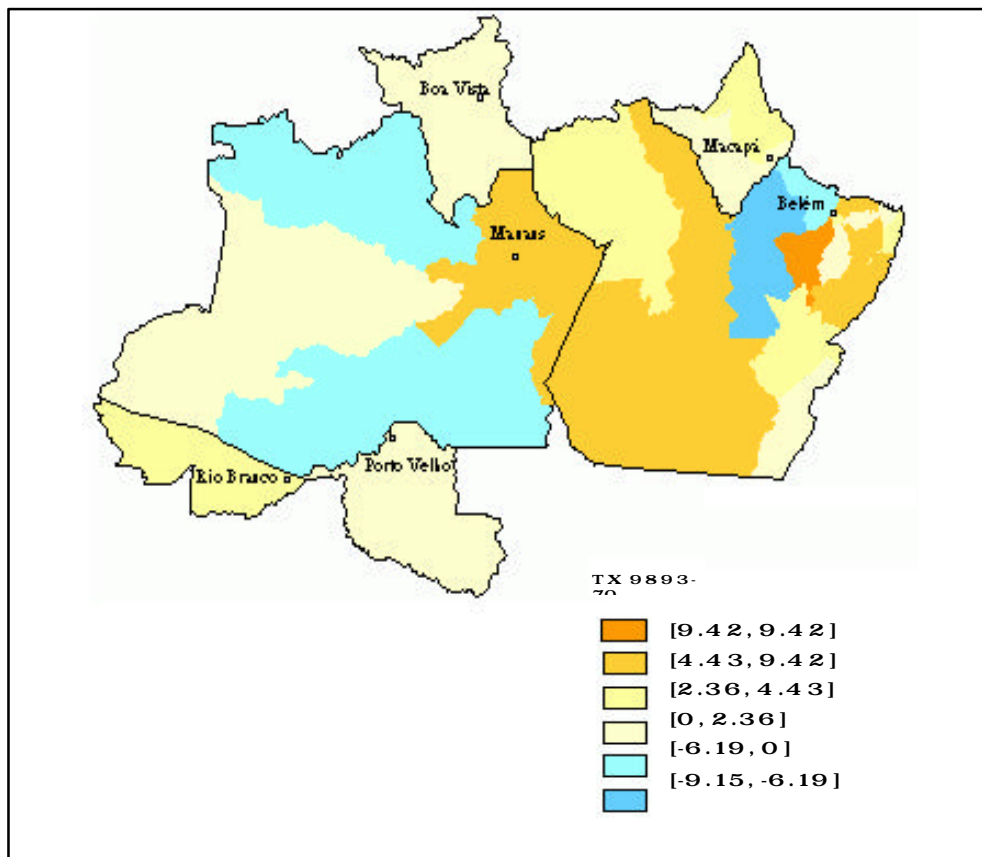 Boa Vista
Macapá
Belém
Manaus
Porto Velho
Rio Branco
TX 9893-
70
[9.42, 9.42]
[4.43, 9.42]
[2.36, 4.43]
[0, 2.36]
[-6.19, 0]
[-9.15, -6.19]